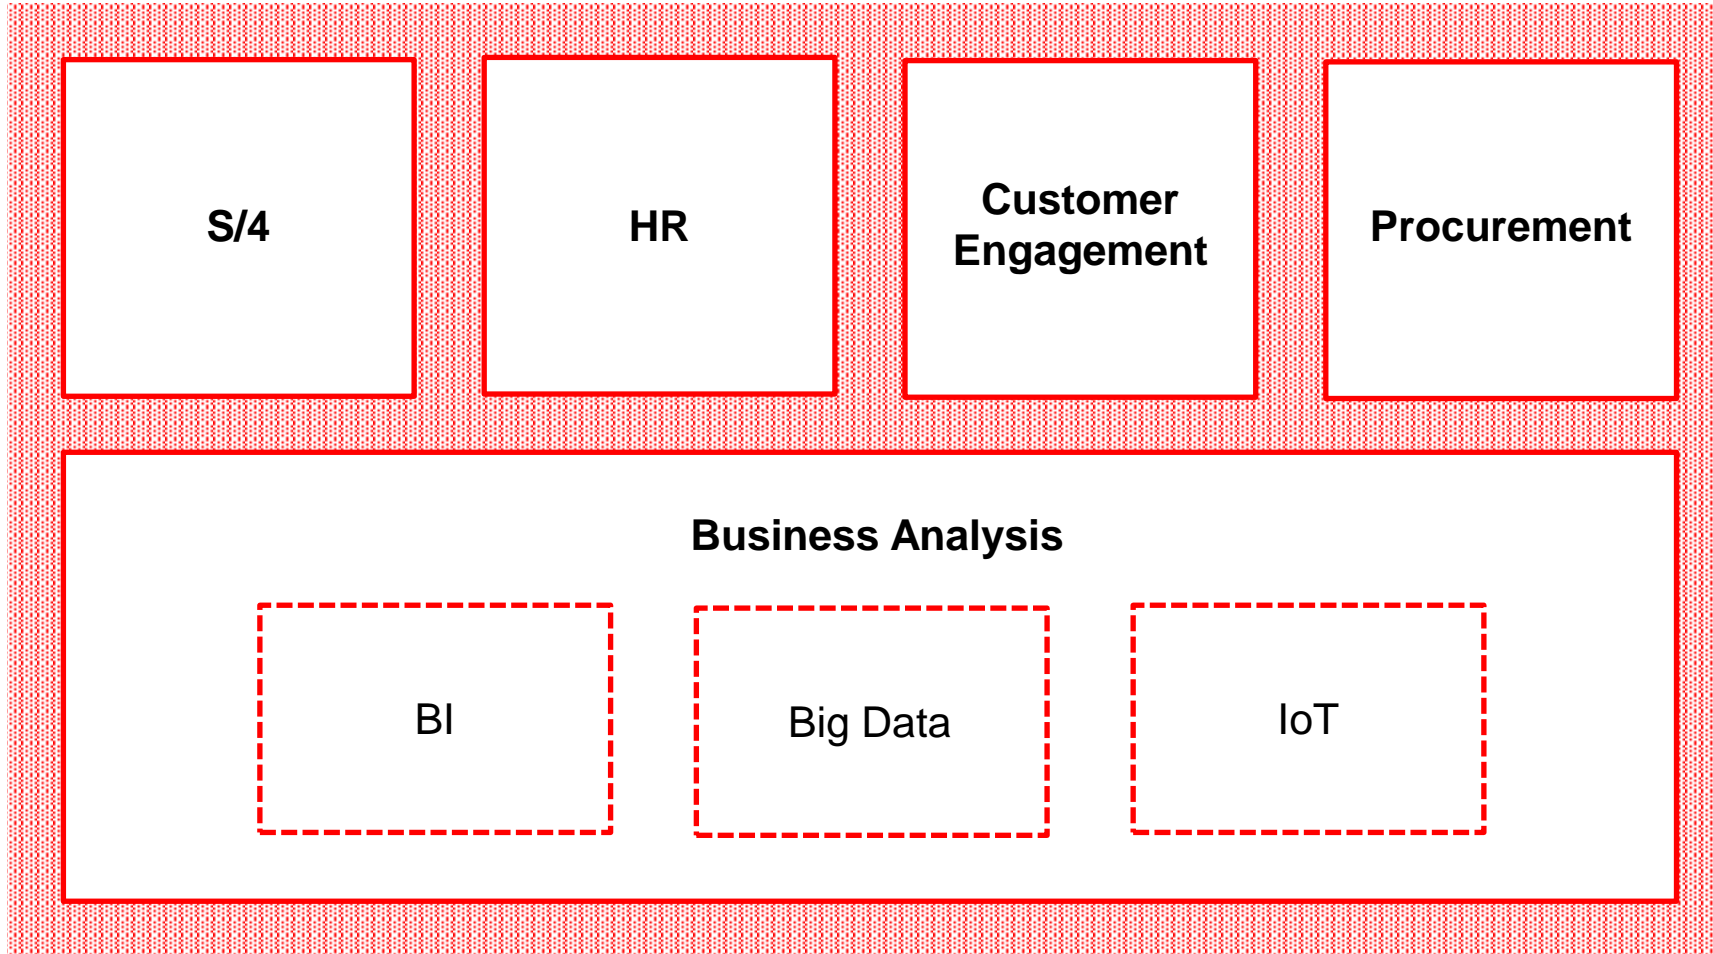 S/4
HR
Customer
Engagement
Procurement
Business Analysis
BI
Big Data
IoT